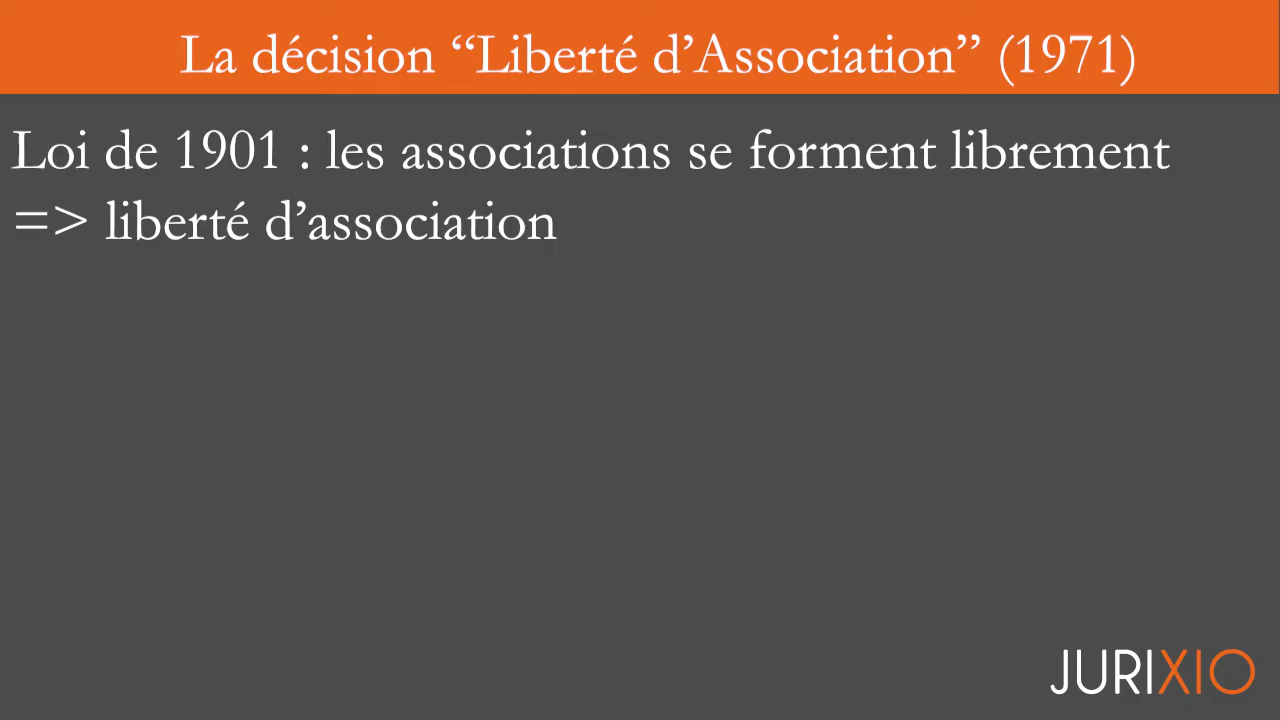 La décision “Liberté d’Association” (1971)
Loi de 1901 : les associations se forment librement
=> liberté d’association
JURIXIO